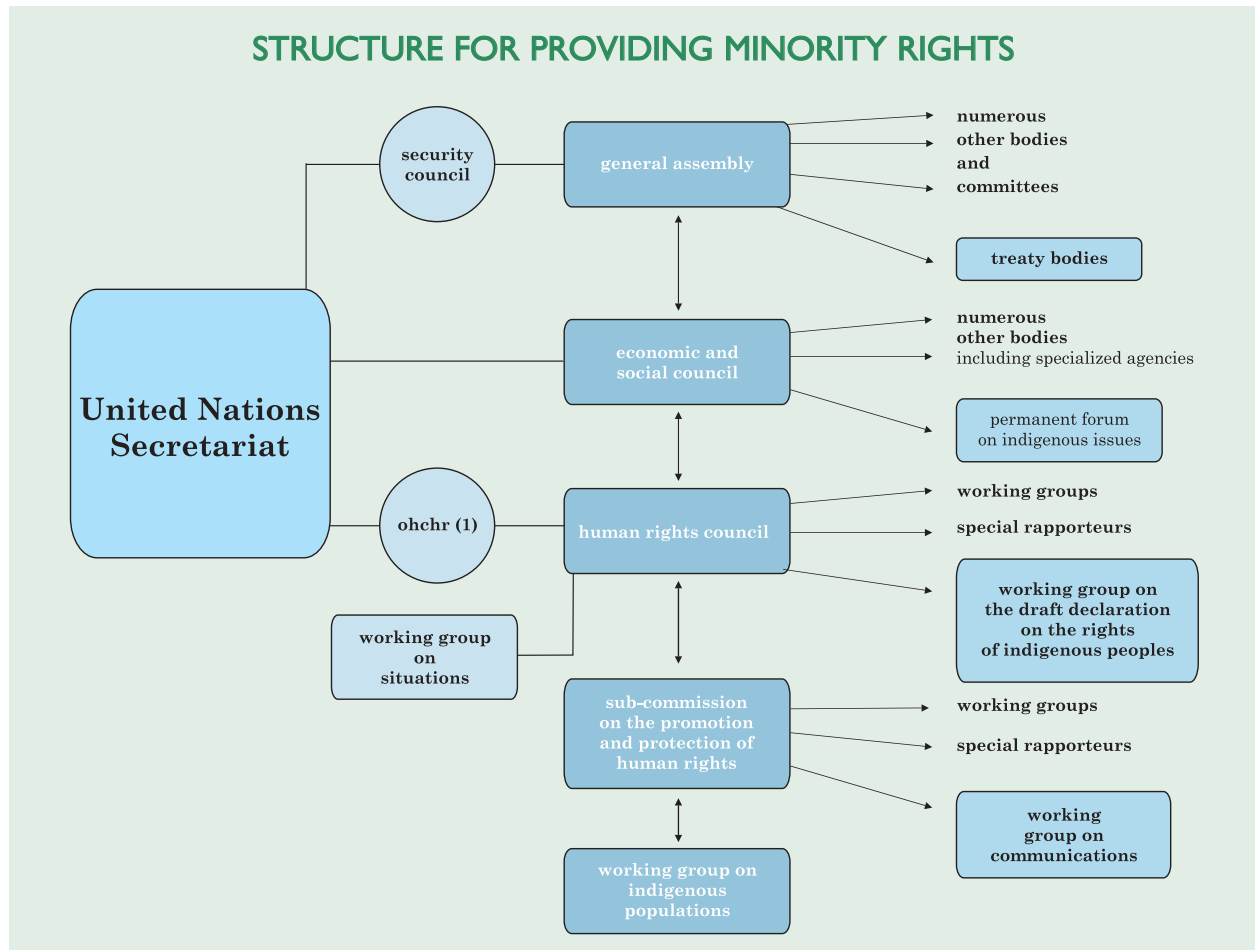 STRUCTURE FOR PROVIDING MINORITY RIGHTS
security
council
general assembly
numerous
other bodies
and
committees
treaty bodies
United Nations
Secretariat
economic and
social council
numerous
other bodies
including specialized agencies
permanent forum
on indigenous issues
ohchr (1)
human rights council
working groups
special rapporteurs
working group on
the draft declaration
on the rights
of indigenous peoples
working group
on
situations
sub-commission
on the promotion
and protection of
human rights
working groups
special rapporteurs
working
group on
communications
working group on
indigenous
populations